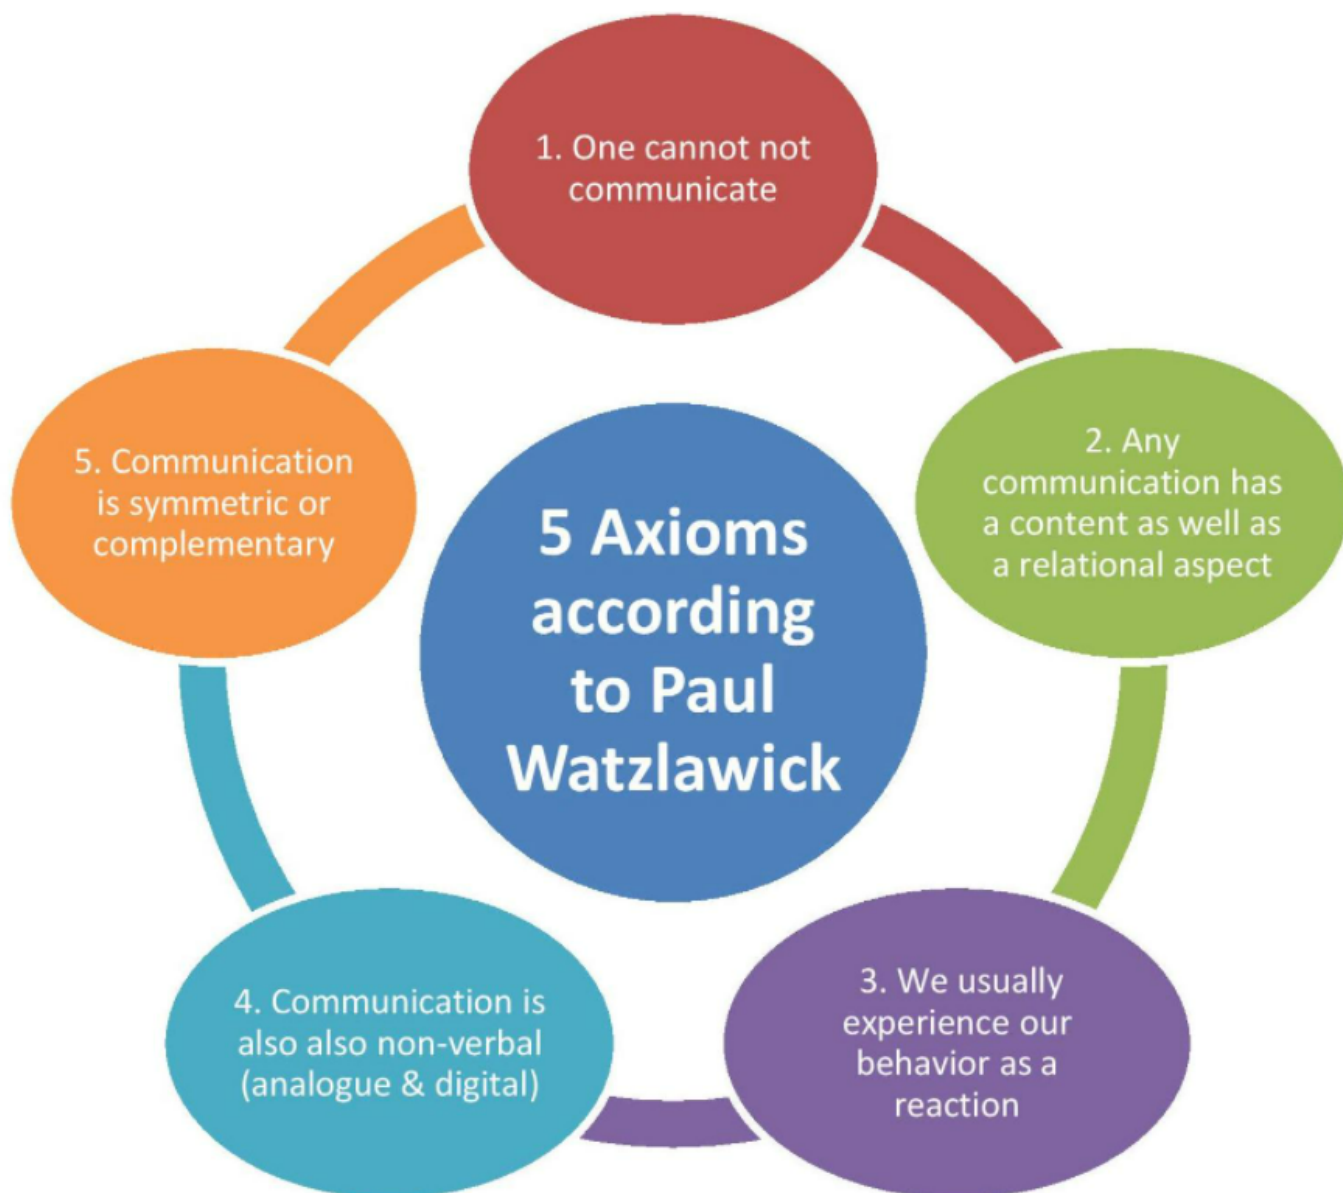 1. One cannot not
communicate
2. Any
communication has
a content as well as
a relational aspect
3. We usually
experience our
behavior as a
reaction
4. Communication is
also also non-verbal
(analogue & digital)
5. Communication
is symmetric or
complementary
5 Axioms
according
to Paul
Watzlawick